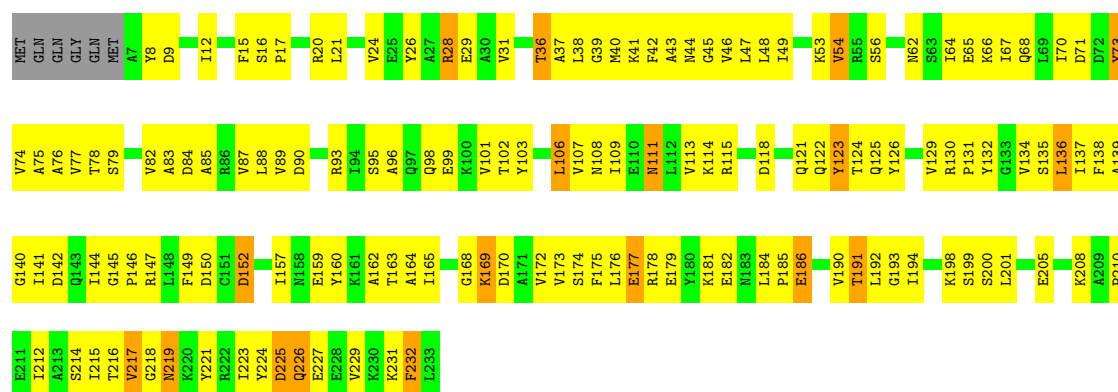 MET GLN GLN GLY GLN MET A7 Y8 D9 I12 F15 S16 P17 R20 L21 V24 E25 Y26 A27 R28 E29 A30 V31 T36 A37 L38 G39 M40 K41 F42 A43 N44 G45 V46 L47 L48 I49 K53 V54 R55 S56 N62 S63 I64 E65 K66 I67 Q68 L69 I70 D71 D72 Y73
V74 A75 A76 V77 T78 S79 V82 A83 D84 A85 R86 V87 L88 V89 D90 R93 I94 S95 A96 Q97 Q98 E99 K100 V101 T102 Y103 L106 V107 N108 I109 E110 N111 L112 V113 K114 R115 D118 Q121 Q122 Y123 T124 Q125 Y126 V129 R130 P131 Y132 G133 V134 S135 L136 I137 F138 A139
G140 I141 D142 Q143 I144 G145 P146 R147 L148 F149 D150 C151 D152 I157 N158 E159 Y160 K161 A162 T163 A164 I165 G168 K169 D170 A171 V172 V173 S174 F175 L176 E177 R178 E179 Y180 K181 E182 N183 L184 P185 E186 V190 T191 L192 G193 I194 K198 S199 S200 L201 E205 K208 A209
E211 I212 A213 S214 I215 T216 V217 G218 N219 K220 Y221 R222 I223 Y224 D225 Q226 E227 E228 V229 K230 K231 F232 L233